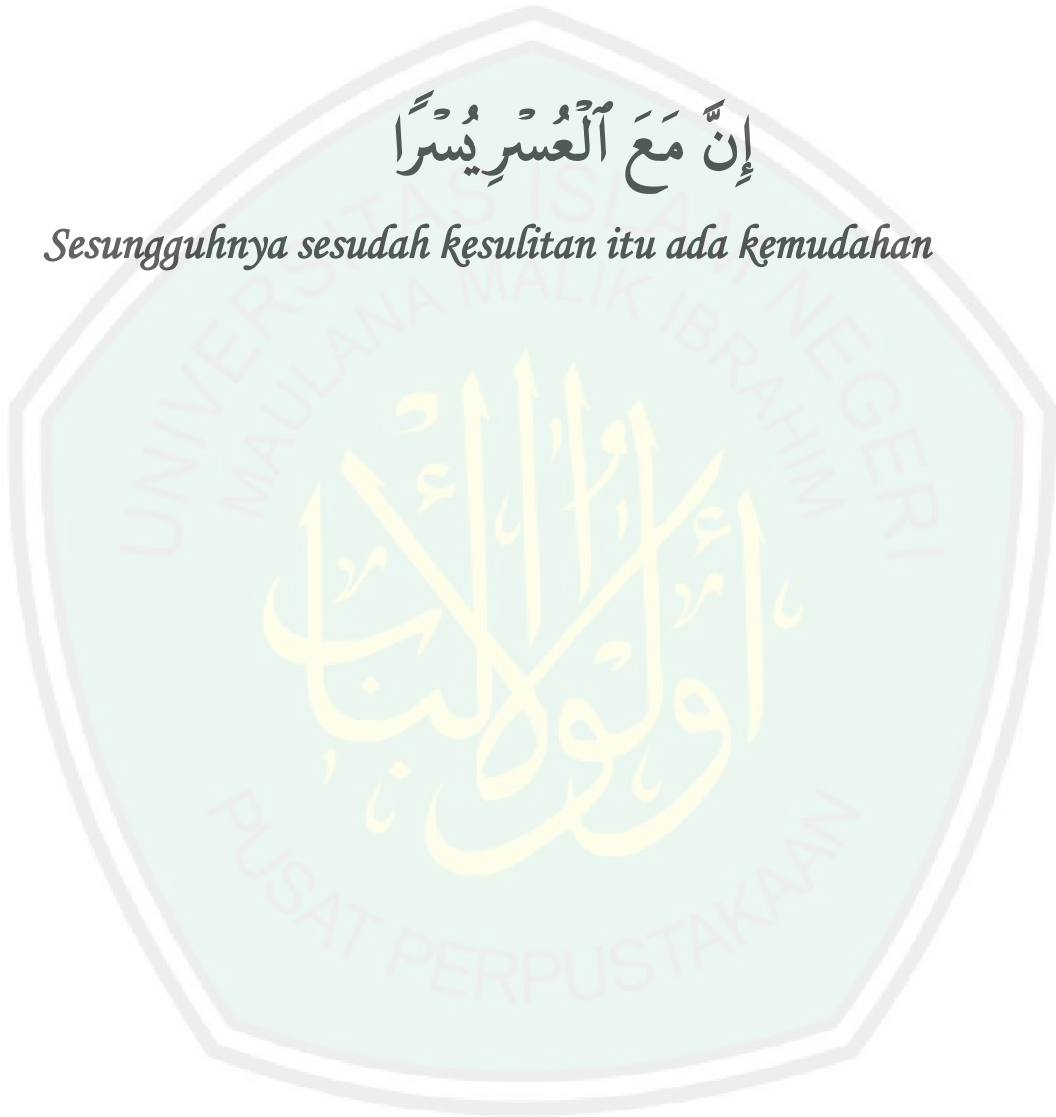 إِنَّ مَعَ ٱلْعُسْرِ يُسْرًا
Sesungguhnya sesudah kesulitan itu ada kemudahan
UNIVERSITAS ISLAM NEGERI
MAULANA MALIK IBRAHIM
PUSAT PERPUSTAKAAN